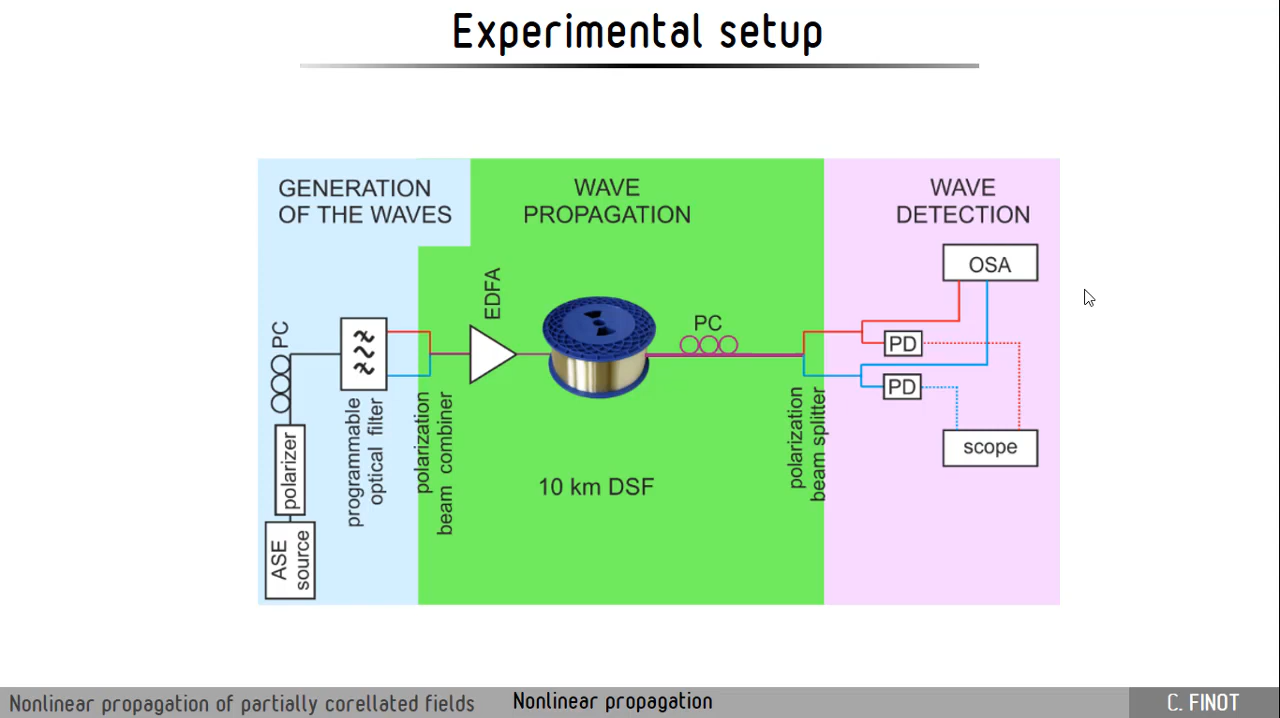 Experimental setup
GENERATION
OF THE WAVES
WAVE
PROPAGATION
WAVE
DETECTION
OSA
EDFA
PC
PC
PD
PD
scope
programmable
optical filter
polarization
beam combiner
polarization
beam splitter
10 km DSF
polarizer
ASE
source
Nonlinear propagation of partially corellated fields
Nonlinear propagation
C. FINOT